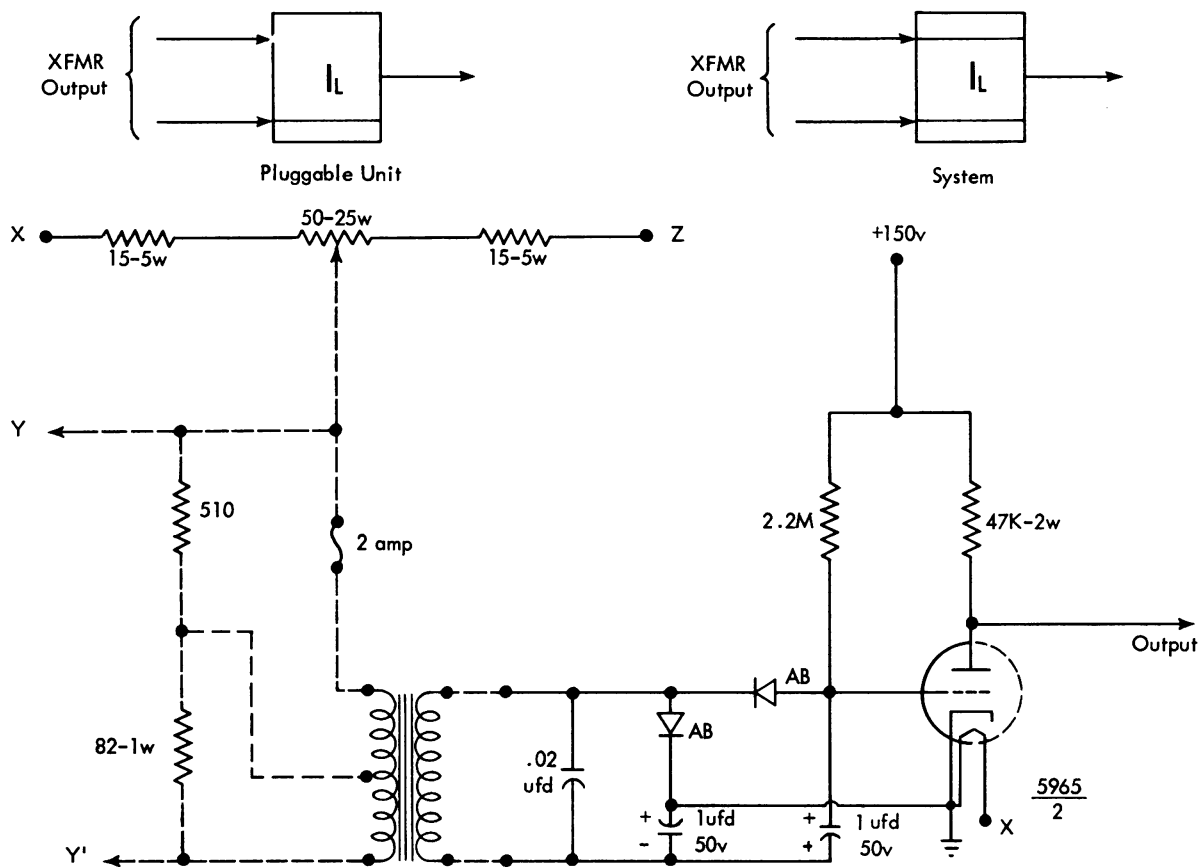 XFMR
Output
I_L
Pluggable Unit
XFMR
Output
I_L
System
X
15-5w
50-25w
15-5w
Z
+150v
Y
510
2 amp
2.2M
47K-2w
Output
82-1w
.02
ufd
AB
AB
+
-
1ufd
50v
+
+
1 ufd
50v
X
5965
2
Y'